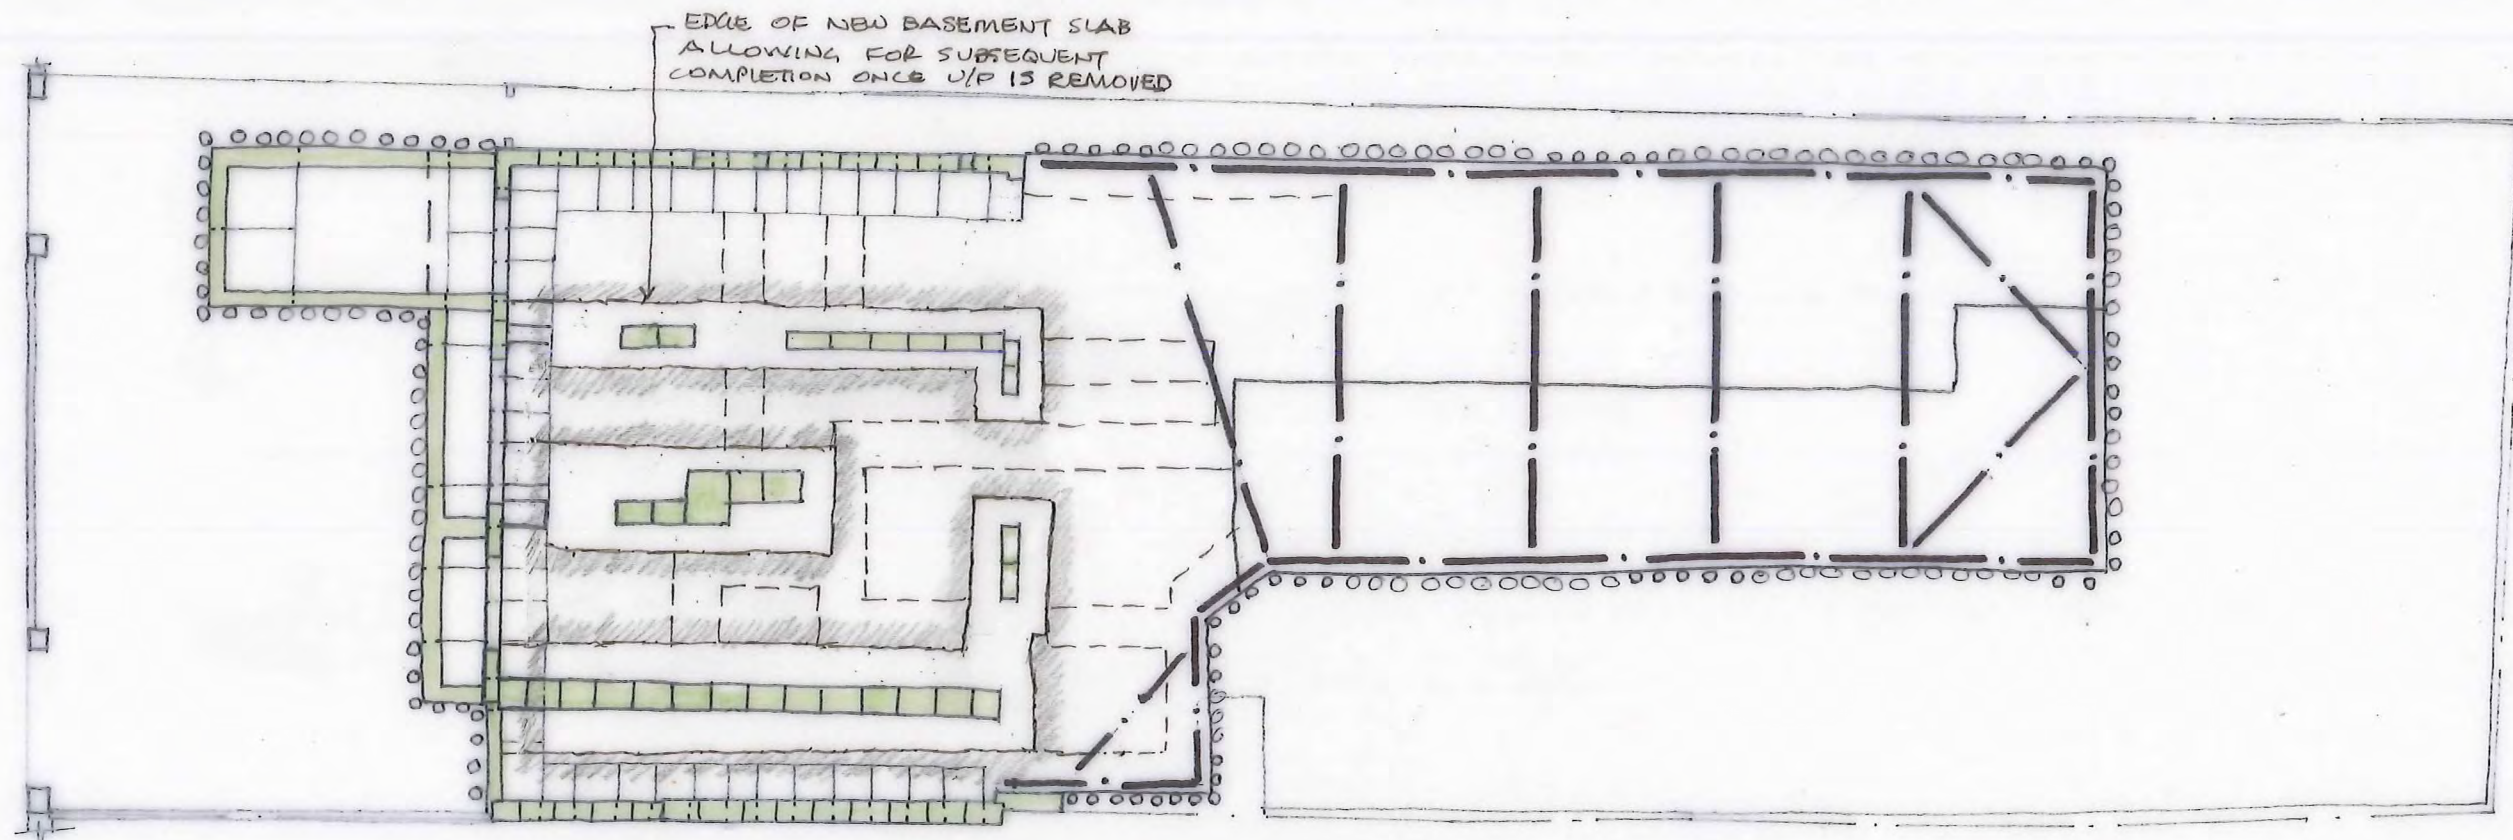 EDGE OF NEW BASEMENT SLAB
ALLOWING FOR SUBSEQUENT
COMPLETION ONCE U/P IS REMOVED